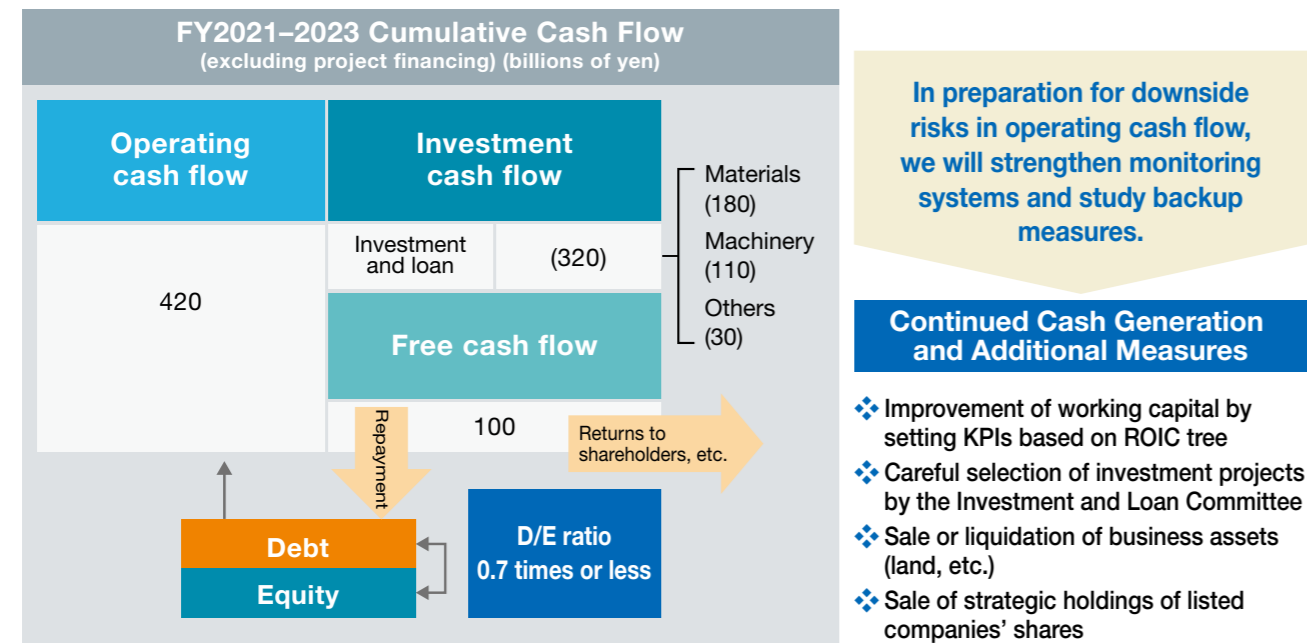 FY2021–2023 Cumulative Cash Flow
(excluding project financing) (billions of yen)
Operating
cash flow
420
Investment
cash flow
Investment
and loan
(320)
Materials
(180)
Machinery
(110)
Others
(30)
Free cash flow
100
Repayment
Returns to
shareholders, etc.
Debt
Equity
D/E ratio
0.7 times or less
In preparation for downside
risks in operating cash flow,
we will strengthen monitoring
systems and study backup
measures.
Continued Cash Generation
and Additional Measures
❖ Improvement of working capital by
setting KPIs based on ROIC tree
❖ Careful selection of investment projects
by the Investment and Loan Committee
❖ Sale or liquidation of business assets
(land, etc.)
❖ Sale of strategic holdings of listed
companies’ shares